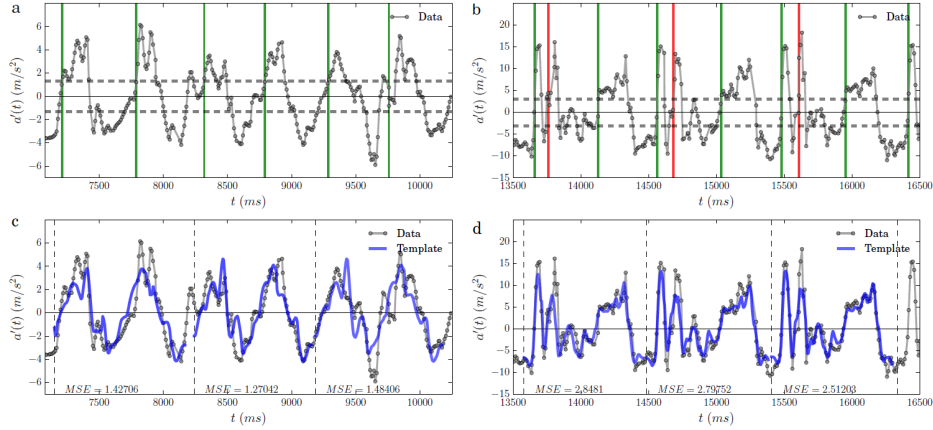 a
Data
a′(t) (m/s²)
6
4
2
0
−2
−4
−6
7500 8000 8500 9000 9500 10000
t (ms)
b
Data
a′(t) (m/s²)
25
20
15
10
5
0
−5
−10
−15
13500 14000 14500 15000 15500 16000 16500
t (ms)
c
Data
Template
a′(t) (m/s²)
6
4
2
0
−2
−4
−6
MSE = 1.42706 MSE = 1.27042 MSE = 1.48406
7500 8000 8500 9000 9500 10000
t (ms)
d
Data
Template
a′(t) (m/s²)
25
20
15
10
5
0
−5
−10
−15
MSE = 2.8481 MSE = 2.79752 MSE = 2.51203
13500 14000 14500 15000 15500 16000 16500
t (ms)